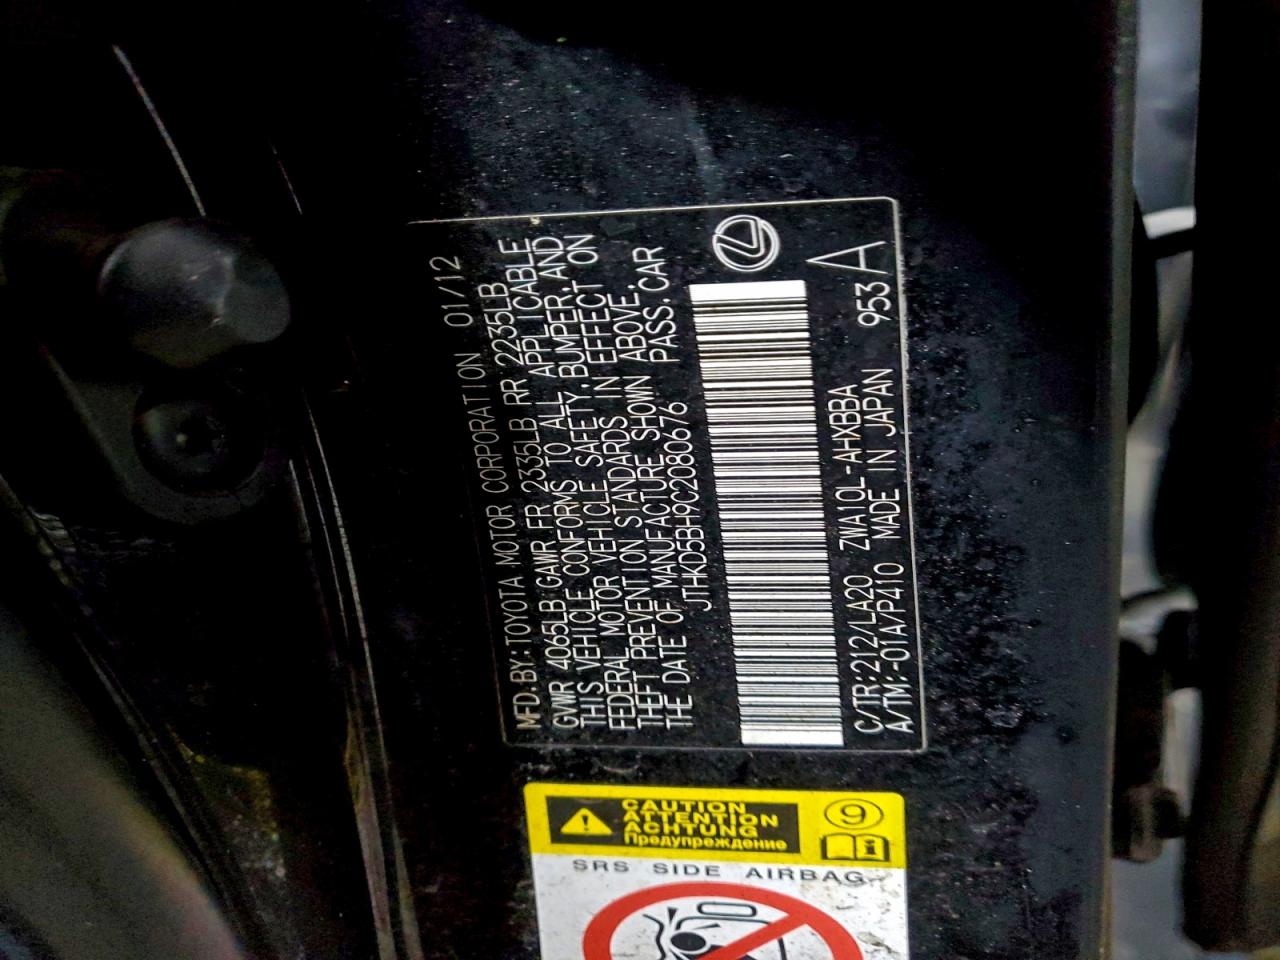 MFD.BY:TOYOTA MOTOR CORPORATION 01/12
GVWR 4065LB GAWR FR 2335LB RR 2235LB
THIS VEHICLE CONFORMS TO ALL APPLICABLE
FEDERAL MOTOR VEHICLE SAFETY,BUMPER,AND
THEFT PREVENTION STANDARDS IN EFFECT ON
THE DATE OF MANUFACTURE SHOWN ABOVE.
JTHKD5BH9C2080676 PASS.CAR
C/TR:212/LA20 ZWA10L-AHXBBA
A/TM:-01A/P410 MADE IN JAPAN 953
A
CAUTION
ATTENTION
ACHTUNG
Предупреждение
9
SRS SIDE AIRBAG